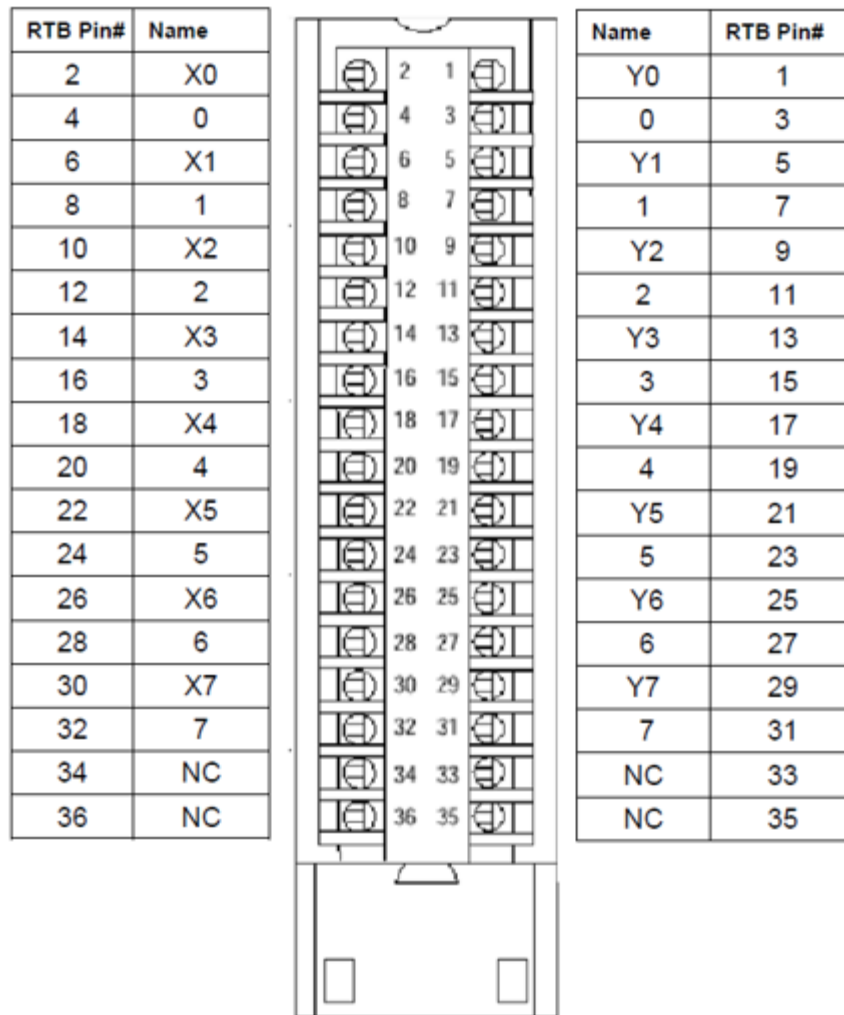 RTB Pin# Name Name RTB Pin#
2 X0 2 1 Y0 1
4 0 4 3 0 3
6 X1 6 5 Y1 5
8 1 8 7 1 7
10 X2 10 9 Y2 9
12 2 12 11 2 11
14 X3 14 13 Y3 13
16 3 16 15 3 15
18 X4 18 17 Y4 17
20 4 20 19 4 19
22 X5 22 21 Y5 21
24 5 24 23 5 23
26 X6 26 25 Y6 25
28 6 28 27 6 27
30 X7 30 29 Y7 29
32 7 32 31 7 31
34 NC 34 33 NC 33
36 NC 36 35 NC 35